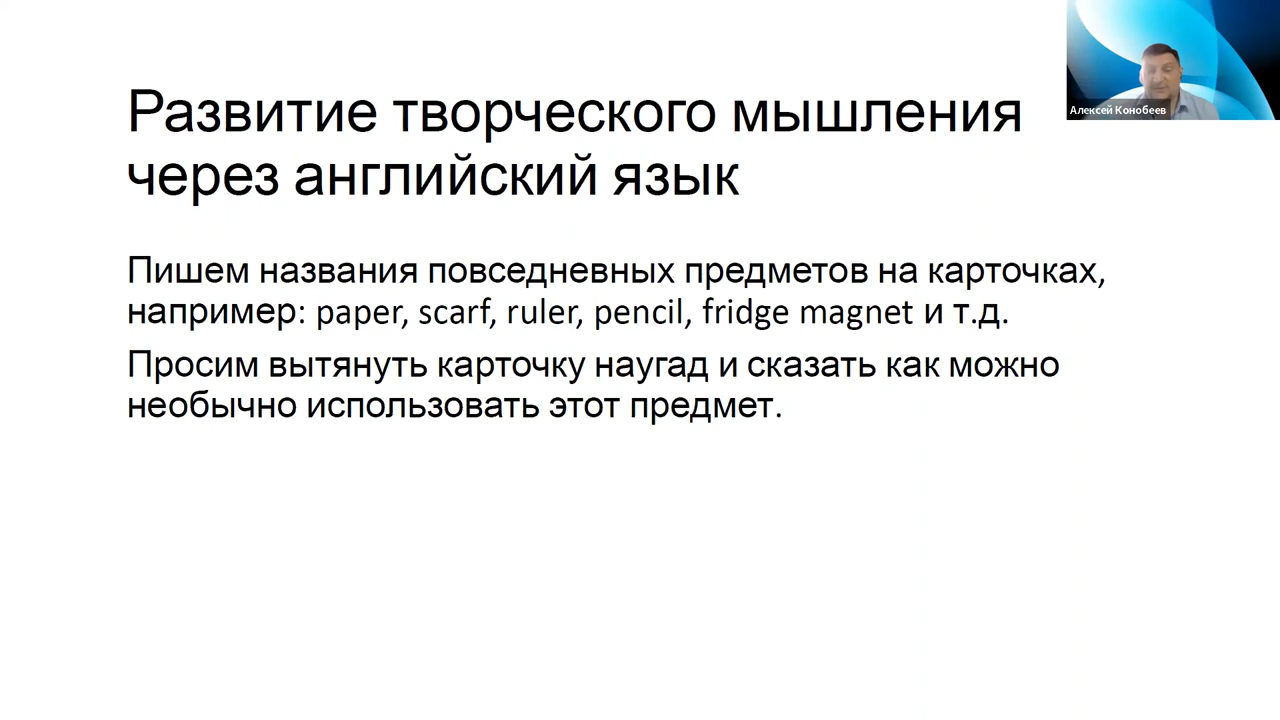 Развитие творческого мышления
через английский язык
Алексей Конобеев
Пишем названия повседневных предметов на карточках,
например: paper, scarf, ruler, pencil, fridge magnet и т.д.
Просим вытянуть карточку наугад и сказать как можно
необычно использовать этот предмет.